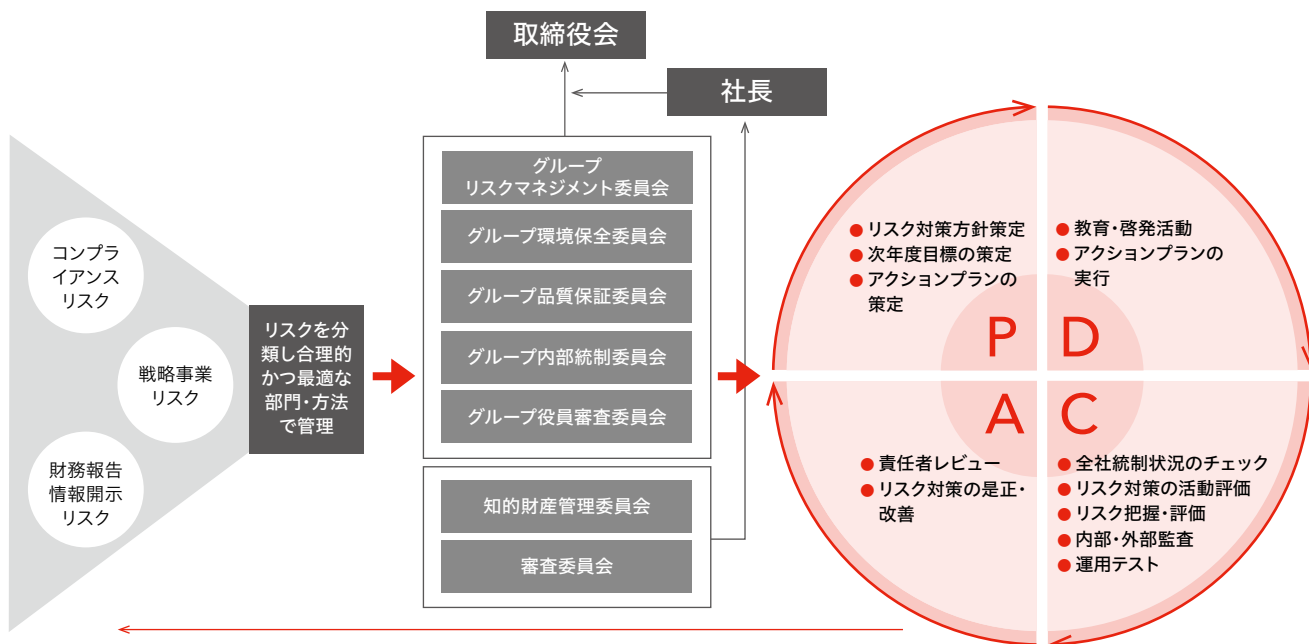 取締役会
社長
コンプラ
イアンス
リスク
戦略事業
リスク
財務報告
情報開示
リスク
リスクを分
類し合理的
かつ最適な
部門・方法
で管理
グループ
リスクマネジメント委員会
グループ環境保全委員会
グループ品質保証委員会
グループ内部統制委員会
グループ役員審査委員会
知的財産管理委員会
審査委員会
● リスク対策方針策定
● 次年度目標の策定
● アクションプランの
策定
P
● 教育・啓発活動
● アクションプランの
実行
D
A
● 責任者レビュー
● リスク対策の是正・
改善
C
● 全社統制状況のチェック
● リスク対策の活動評価
● リスク把握・評価
● 内部・外部監査
● 運用テスト